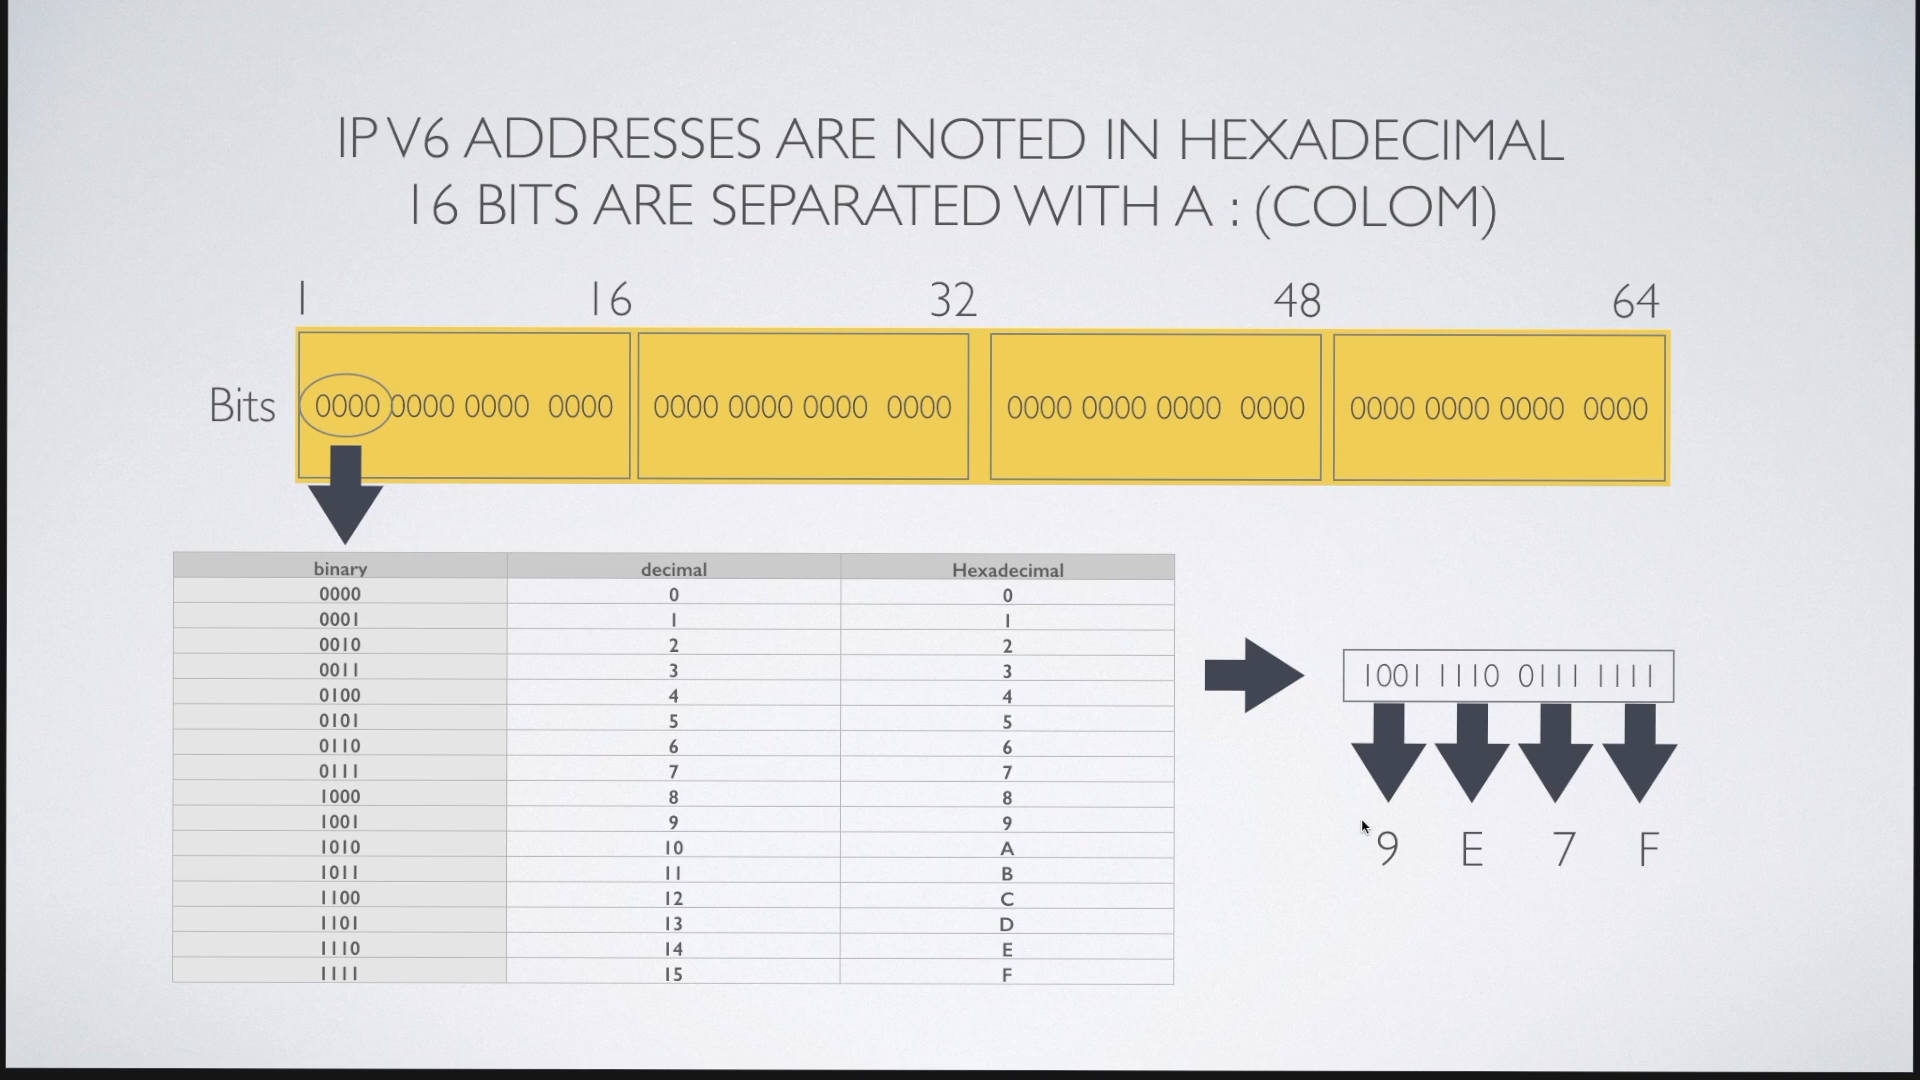 IP V6 ADDRESSES ARE NOTED IN HEXADECIMAL
16 BITS ARE SEPARATED WITH A : (COLOM)
1 16 32 48 64
Bits 0000 0000 0000 0000 0000 0000 0000 0000 0000 0000 0000 0000 0000 0000 0000 0000
binary decimal Hexadecimal
0000 0 0
0001 1 1
0010 2 2
0011 3 3
0100 4 4
0101 5 5
0110 6 6
0111 7 7
1000 8 8
1001 9 9
1010 10 A
1011 11 B
1100 12 C
1101 13 D
1110 14 E
1111 15 F
1001 1110 0111 1111
9 E 7 F